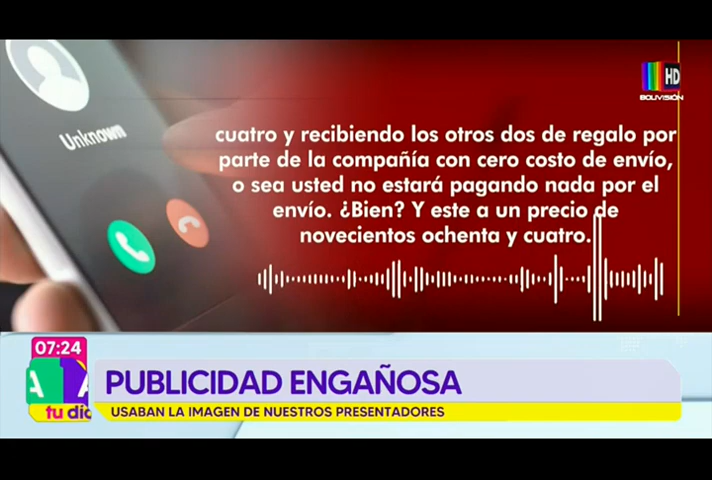 Unknown
HD
BOLIVISIÓN
cuatro y recibiendo los otros dos de regalo por
parte de la compañía con cero costo de envío,
o sea usted no estará pagando nada por el
envío. ¿Bien? Y este a un precio de
novecientos ochenta y cuatro.
07:24
A
tu día
PUBLICIDAD ENGAÑOSA
USABAN LA IMAGEN DE NUESTROS PRESENTADORES